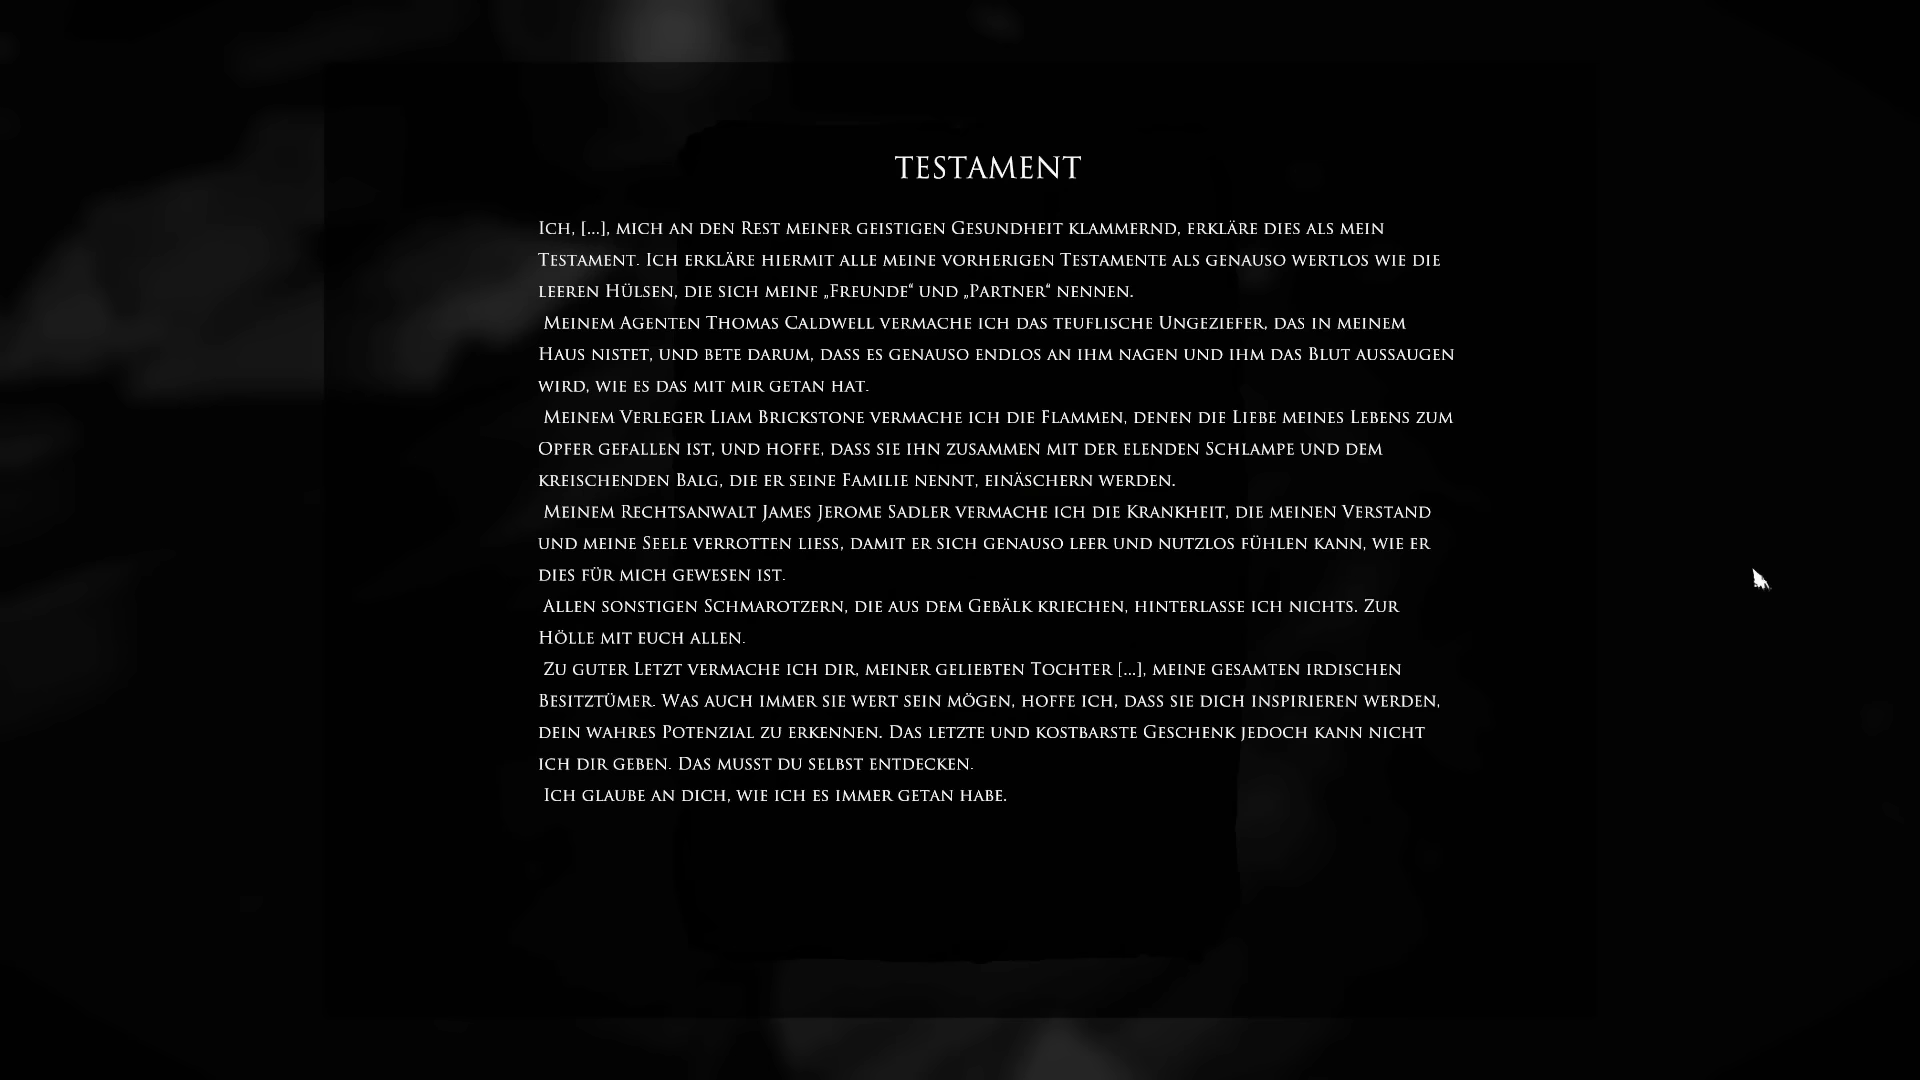 TESTAMENT
Ich, [...], mich an den Rest meiner geistigen Gesundheit klammernd, erkläre dies als mein
Testament. Ich erkläre hiermit alle meine vorherigen Testamente als genauso wertlos wie die
leeren Hülsen, die sich meine „Freunde“ und „Partner“ nennen.
Meinem Agenten Thomas Caldwell vermache ich das teuflische Ungeziefer, das in meinem
Haus nistet, und bete darum, dass es genauso endlos an ihm nagen und ihm das Blut aussaugen
wird, wie es das mit mir getan hat.
Meinem Verleger Liam Brickstone vermache ich die Flammen, denen die Liebe meines Lebens zum
Opfer gefallen ist, und hoffe, dass sie ihn zusammen mit der elenden Schlampe und dem
kreischenden Balg, die er seine Familie nennt, einäschern werden.
Meinem Rechtsanwalt James Jerome Sadler vermache ich die Krankheit, die meinen Verstand
und meine Seele verrotten liess, damit er sich genauso leer und nutzlos fühlen kann, wie er
dies für mich gewesen ist.
Allen sonstigen Schmarotzern, die aus dem Gebälk kriechen, hinterlasse ich nichts. Zur
Hölle mit euch allen.
Zu guter Letzt vermache ich dir, meiner geliebten Tochter [...], meine gesamten irdischen
Besitztümer. Was auch immer sie wert sein mögen, hoffe ich, dass sie dich inspirieren werden,
dein wahres Potenzial zu erkennen. Das letzte und kostbarste Geschenk jedoch kann nicht
ich dir geben. Das musst du selbst entdecken.
Ich glaube an dich, wie ich es immer getan habe.